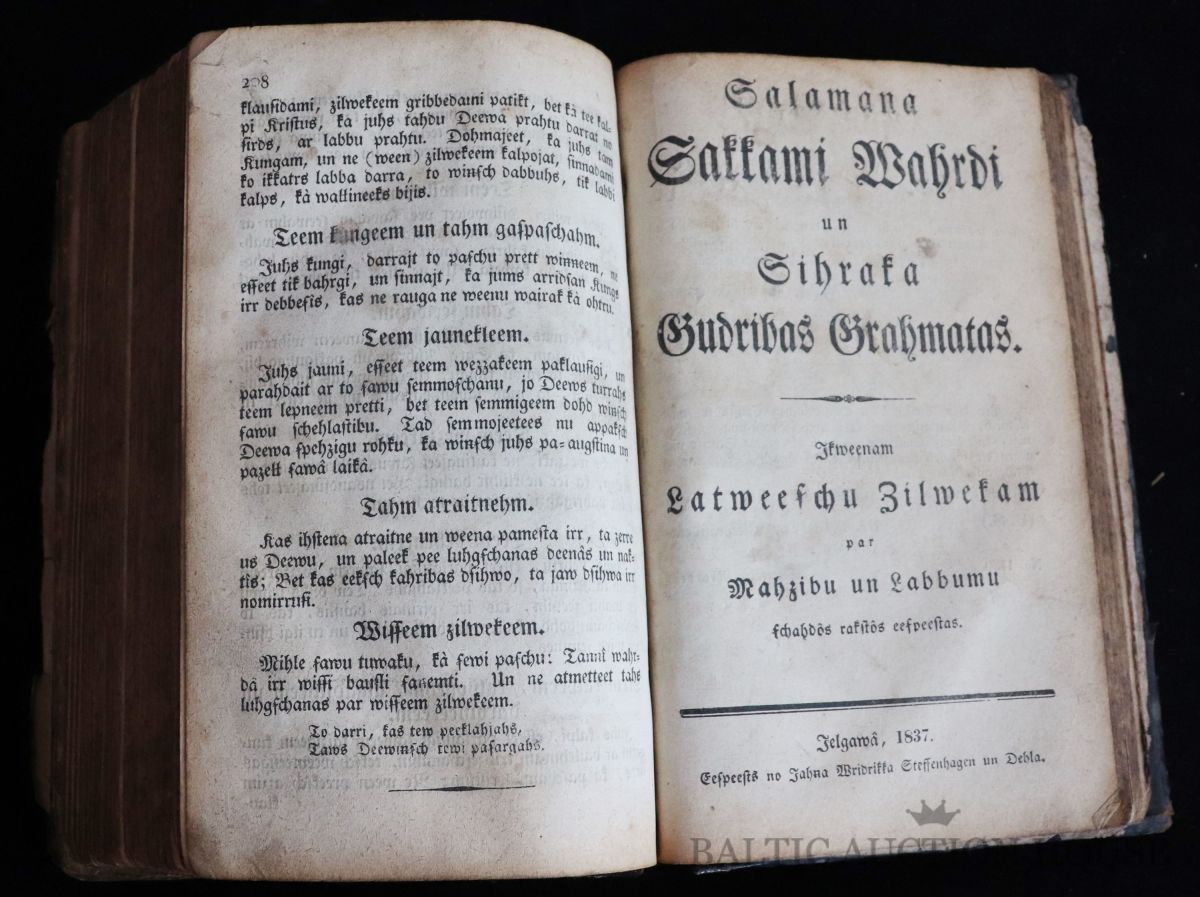 208
klausidami, zilwekeem gribbedami patikt, bet kà tee kal-
pi Kristus, ka juhs tahdu Deewa prahtu darrat no
sirds, ar labbu prahtu. Dohmajeet, ka juhs tam
Kungam, un ne (ween) zilwekeem kalpojat, sinnadami
ko ikkatrs labba darra, to winsch dabbuhs, tik labbi
kalps, kà waltineeks bijis.
Teem kungeem un tahm gaspaschahm.
Juhs kungi, darrajt to paschu prett winneem, ne
esseet tik bahrgi, un sinnajt, ka jums arridsan Kungs
irr debbesîs, kas ne rauga ne weenu wairak kà ohtru.
Teem jaunekleem.
Juhs jauni, esseet teem wezzakeem paklausigi, un
parahdait ar to sawu semmoschanu, jo Deews turrahs
teem lepneem pretti, bet teem semmigeem dohd winsch
sawu schehlastibu. Tad semmojeetees nu appaksch
Deewa spehzigu rohku, ka winsch juhs pa-augstina un
pazelt sawâ laikâ.
Tahm atraitnehm.
Kas ihstena atraitne un weena pamesta irr, ta zerre
us Deewu, un paleek pee luhgschanas deenâs un nak-
tîs; Bet kas eeksch kahribas dsihwo, ta jaw dsihwa irr
nomirrusi.
Wisseem zilwekeem.
Mihle sawu tuwaku, kà sewi paschu: Tannî wahr-
dâ irr wissi bausli saņemti. Un ne atmetteet tahs
luhgschanas par wisseem zilwekeem.
To darri, kas tew peeklahjahs,
Taws Deewinsch tewi pasargahs.
Salamana
Sakkami Wahrdi
un
Sihraka
Gudribas Grahmatas.
Ikweenam
Latweeschu Zilwekam
par
Mahzibu un Labbumu
schahdôs rakstôs eespeestas.
Jelgawâ, 1837.
Eespeests no Jahna Wridrikka Steffenhagen un Dehla.
BALTIC AUCTION